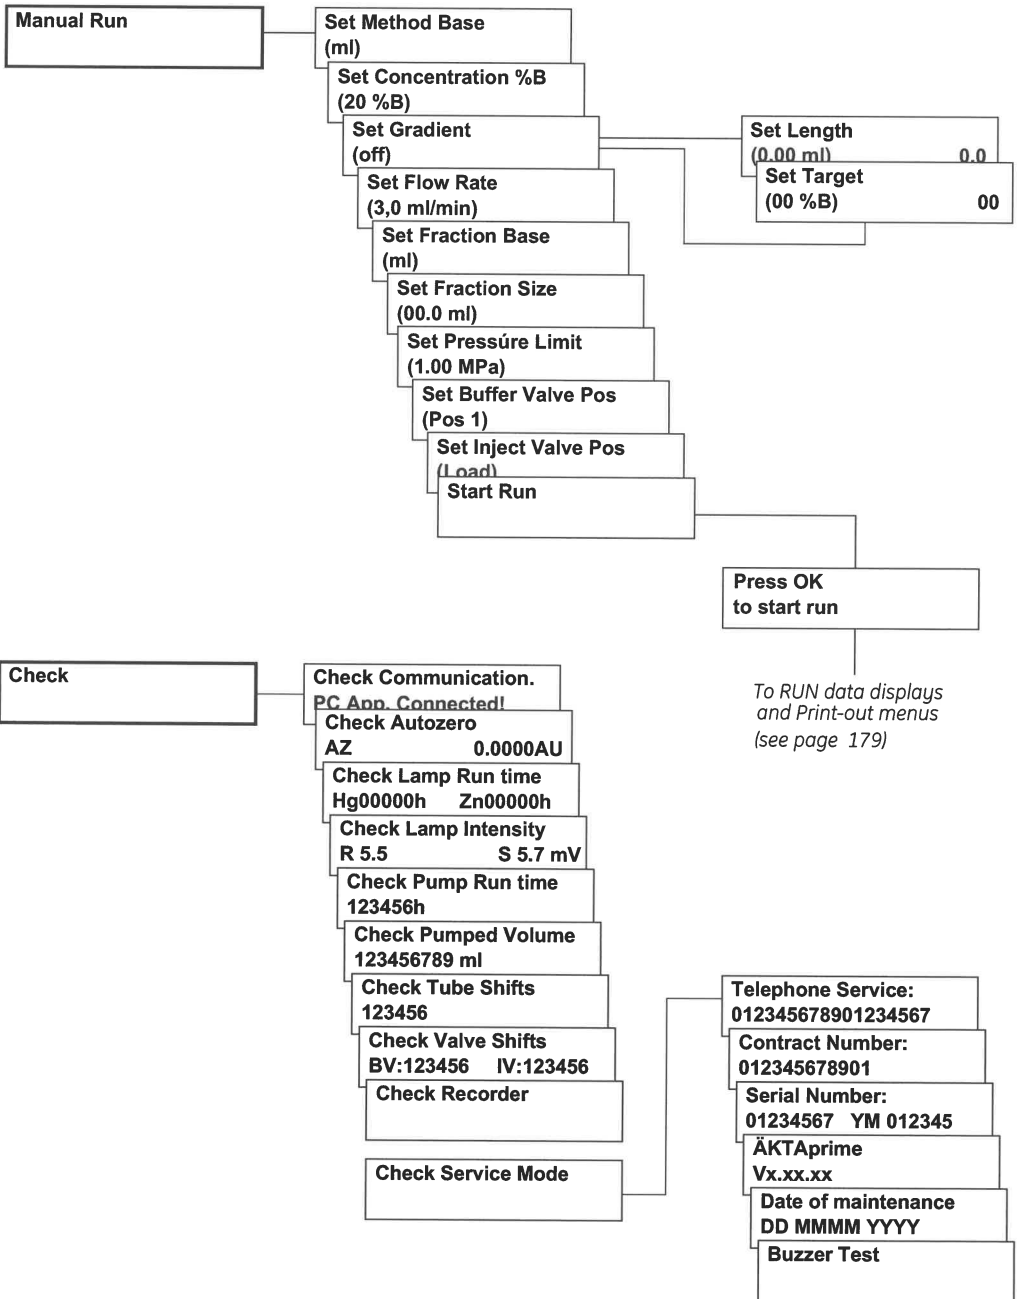 Manual Run
Set Method Base
(ml)
Set Concentration %B
(20 %B)
Set Gradient
(off)
Set Length
(0.00 ml) 0.0
Set Target
(00 %B) 00
Set Flow Rate
(3,0 ml/min)
Set Fraction Base
(ml)
Set Fraction Size
(00.0 ml)
Set Pressúre Limit
(1.00 MPa)
Set Buffer Valve Pos
(Pos 1)
Set Inject Valve Pos
(Load)
Start Run
Press OK
to start run
To RUN data displays
and Print-out menus
(see page 179)
Check
Check Communication.
PC App. Connected!
Check Autozero
AZ 0.0000AU
Check Lamp Run time
Hg00000h Zn00000h
Check Lamp Intensity
R 5.5 S 5.7 mV
Check Pump Run time
123456h
Check Pumped Volume
123456789 ml
Check Tube Shifts
123456
Check Valve Shifts
BV:123456 IV:123456
Check Recorder
Check Service Mode
Telephone Service:
012345678901234567
Contract Number:
012345678901
Serial Number:
01234567 YM 012345
ÄKTAprime
Vx.xx.xx
Date of maintenance
DD MMMM YYYY
Buzzer Test